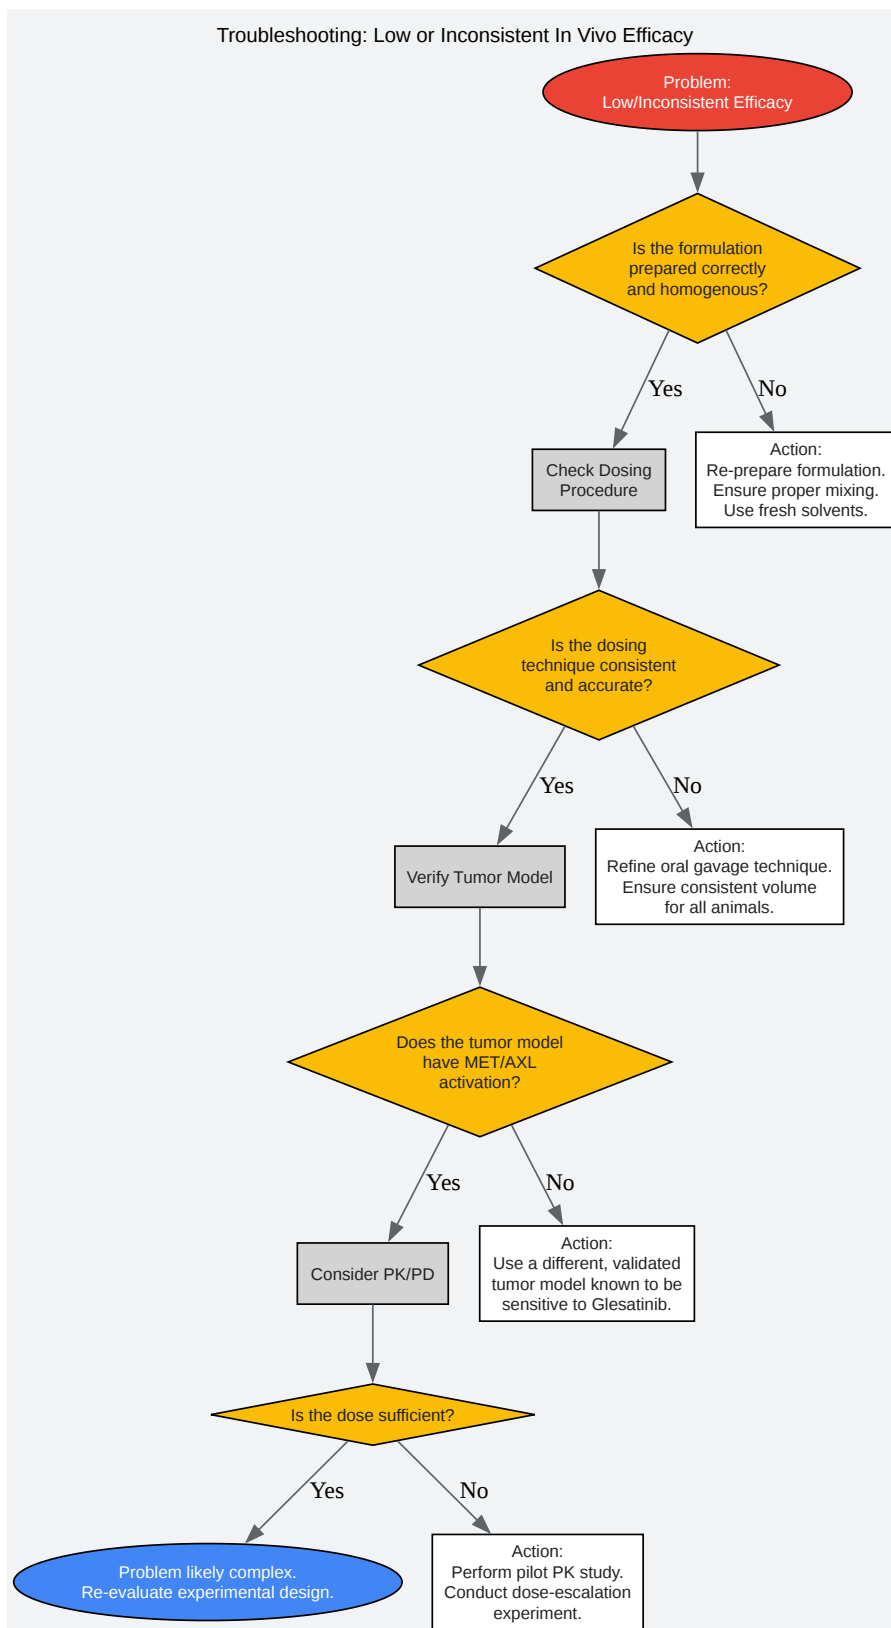 Troubleshooting: Low or Inconsistent In Vivo Efficacy
Problem:
Low/Inconsistent Efficacy
Is the formulation
prepared correctly
and homogenous?
Yes
No
Check Dosing
Procedure
Action:
Re-prepare formulation.
Ensure proper mixing.
Use fresh solvents.
Is the dosing
technique consistent
and accurate?
Yes
No
Verify Tumor Model
Action:
Refine oral gavage technique.
Ensure consistent volume
for all animals.
Does the tumor model
have MET/AXL
activation?
Yes
No
Consider PK/PD
Action:
Use a different, validated
tumor model known to be
sensitive to Glesatinib.
Is the dose sufficient?
Yes
No
Problem likely complex.
Re-evaluate experimental design.
Action:
Perform pilot PK study.
Conduct dose-escalation
experiment.